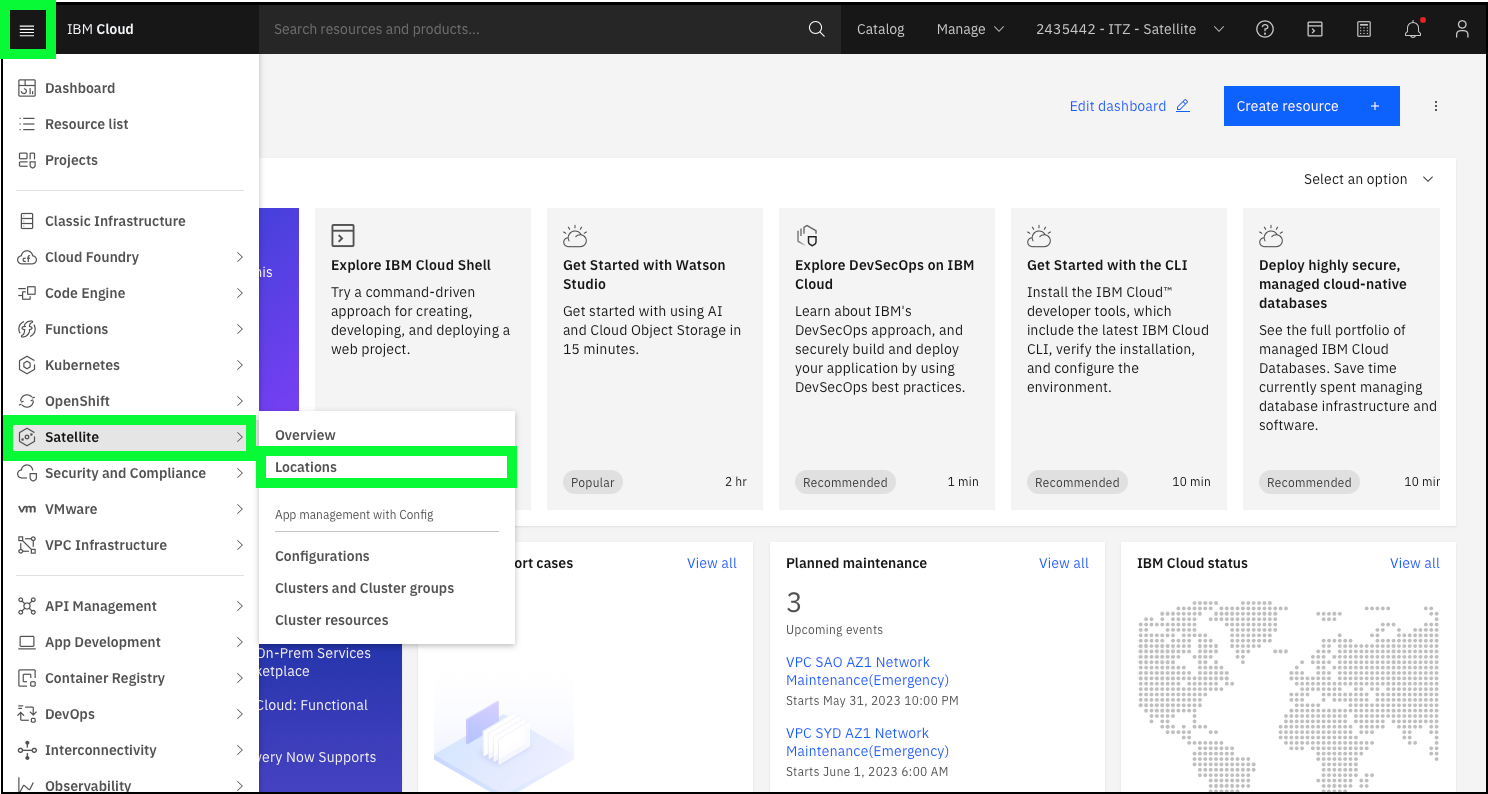 IBM Cloud
Search resources and products...
Catalog
Manage
2435442 - ITZ - Satellite
Dashboard
Resource list
Projects
Classic Infrastructure
Cloud Foundry
Code Engine
Functions
Kubernetes
OpenShift
Satellite
Security and Compliance
VMware
VPC Infrastructure
API Management
App Development
Container Registry
DevOps
Interconnectivity
Observability
Overview
Locations
App management with Config
Configurations
Clusters and Cluster groups
Cluster resources
Edit dashboard
Create resource +
Select an option
Explore IBM Cloud Shell
Try a command-driven
approach for creating,
developing, and deploying a
web project.
Get Started with Watson
Studio
Get started with using AI
and Cloud Object Storage in
15 minutes.
Popular
2 hr
Explore DevSecOps on IBM
Cloud
Learn about IBM's
DevSecOps approach, and
securely build and deploy
your application by using
DevSecOps best practices.
Recommended
1 min
Get Started with the CLI
Install the IBM Cloud™
developer tools, which
include the latest IBM Cloud
CLI, verify the installation,
and configure the
environment.
Recommended
10 min
Deploy highly secure,
managed cloud-native
databases
See the full portfolio of
managed IBM Cloud
Databases. Save time
currently spent managing
database infrastructure and
software.
Recommended
10 min
On-Prem Services
Cloud: Functional
Now Supports
cases
View all
Planned maintenance
View all
3
Upcoming events
VPC SAO AZ1 Network
Maintenance(Emergency)
Starts May 31, 2023 10:00 PM
VPC SYD AZ1 Network
Maintenance(Emergency)
Starts June 1, 2023 6:00 AM
IBM Cloud status
View all